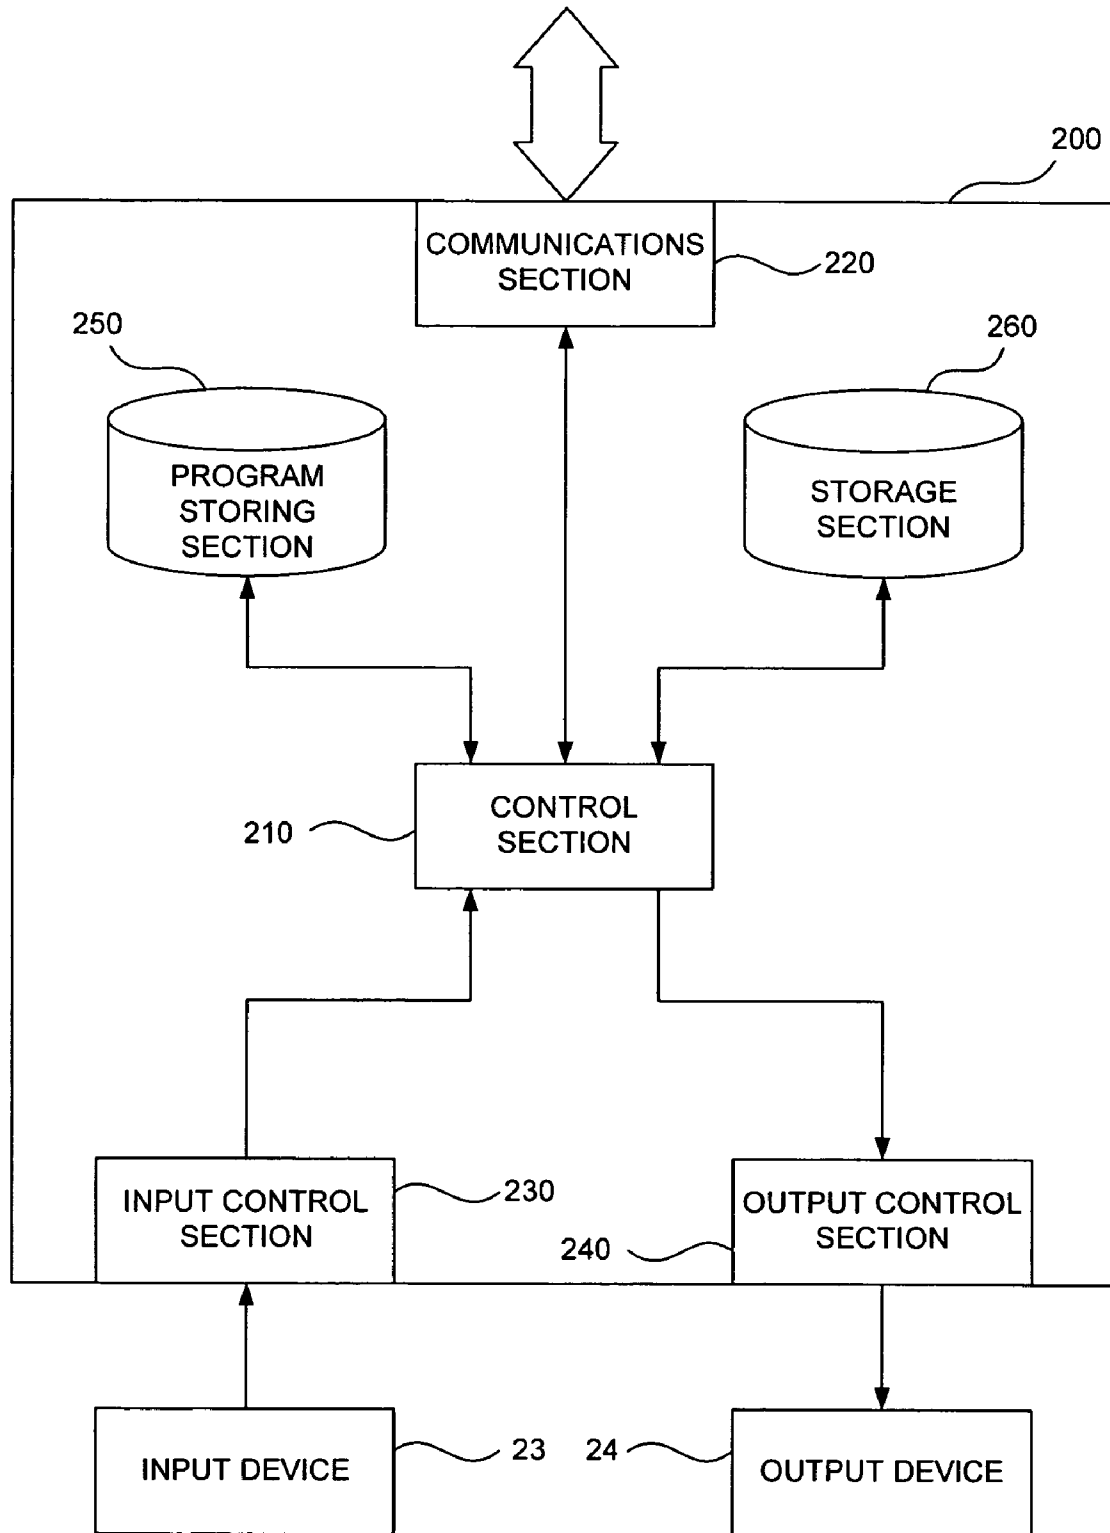 200
COMMUNICATIONS
SECTION
220
250
260
PROGRAM
STORING
SECTION
STORAGE
SECTION
CONTROL
SECTION
210
INPUT CONTROL
SECTION
230
OUTPUT CONTROL
SECTION
240
INPUT DEVICE
23
24
OUTPUT DEVICE